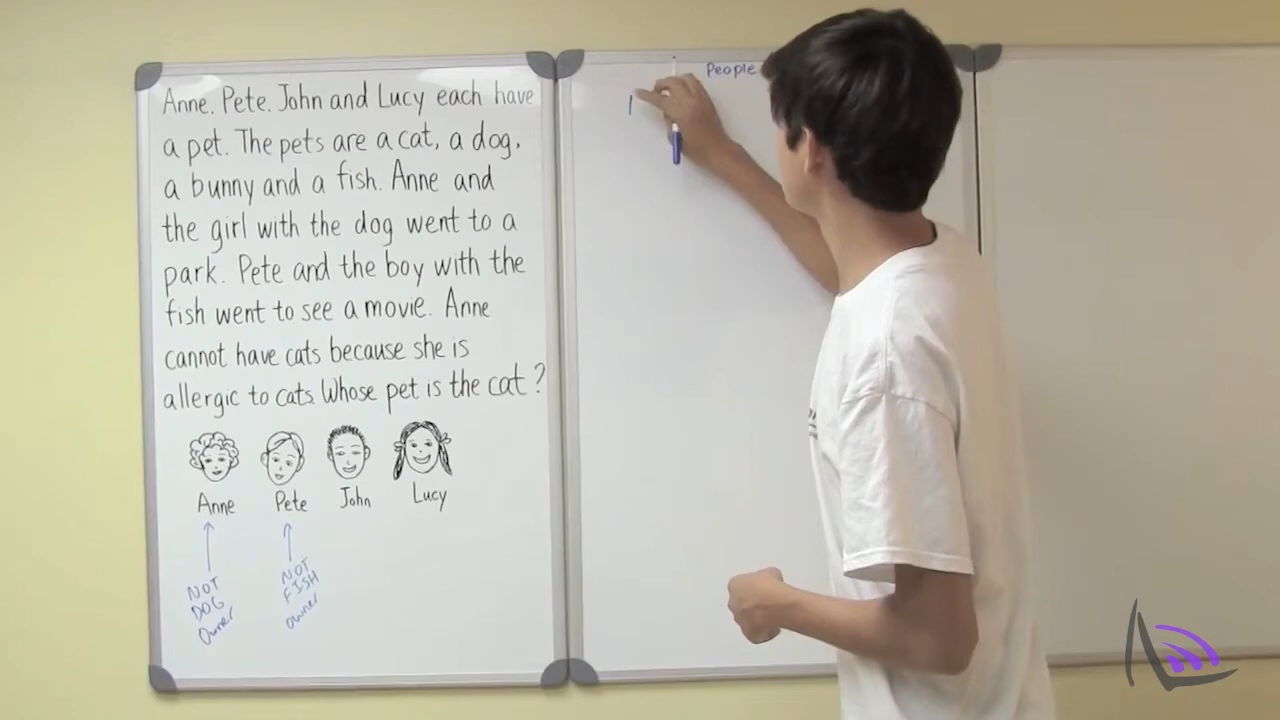 Anne. Pete. John and Lucy each have
a pet. The pets are a cat, a dog,
a bunny and a fish. Anne and
the girl with the dog went to a
park. Pete and the boy with the
fish went to see a movie. Anne
cannot have cats because she is
allergic to cats. Whose pet is the cat?
Anne Pete John Lucy
NOT
DOG
Owner
NOT
FISH
owner
People